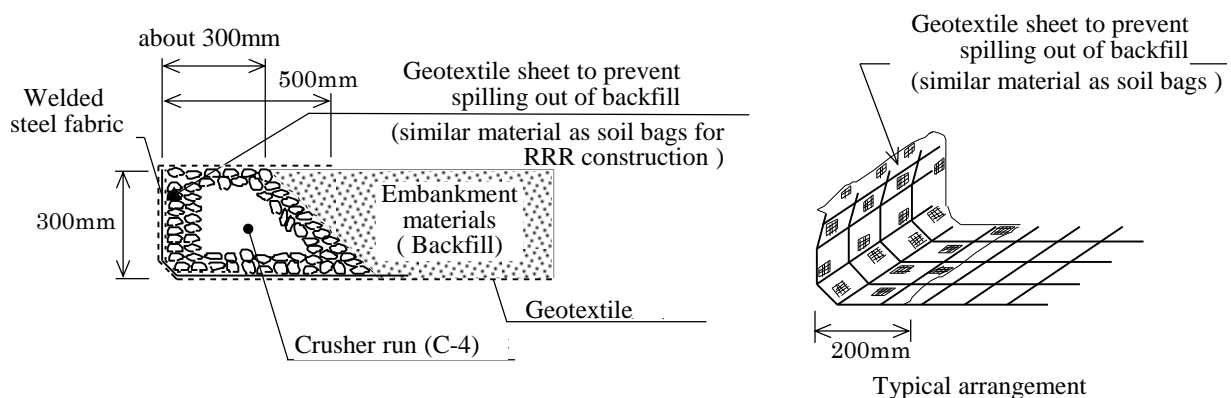 about 300mm
500mm
Welded
steel fabric
Geotextile sheet to prevent
spilling out of backfill
(similar material as soil bags for
RRR construction )
300mm
Embankment
materials
( Backfill)
Geotextile
Crusher run (C-4)
Geotextile sheet to prevent
spilling out of backfill
(similar material as soil bags )
200mm
Typical arrangement